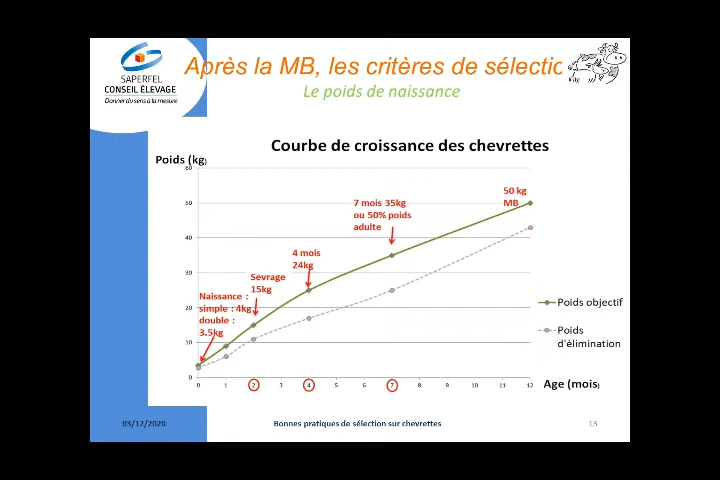 SAPERFEL
CONSEIL ÉLEVAGE
Donner du sens à la mesure
Après la MB, les critères de sélectio
Le poids de naissance
Courbe de croissance des chevrettes
Poids (kg)
60
50
40
30
20
10
0
50 kg
MB
7 mois 35kg
ou 50% poids
adulte
4 mois
24kg
Sevrage
15kg
Naissance :
simple : 4kg
double :
3.5kg
Poids objectif
Poids
d'élimination
0 1 2 3 4 5 6 7 8 9 10 11 12
Age (mois)
03/12/2020
Bonnes pratiques de sélection sur chevrettes
13